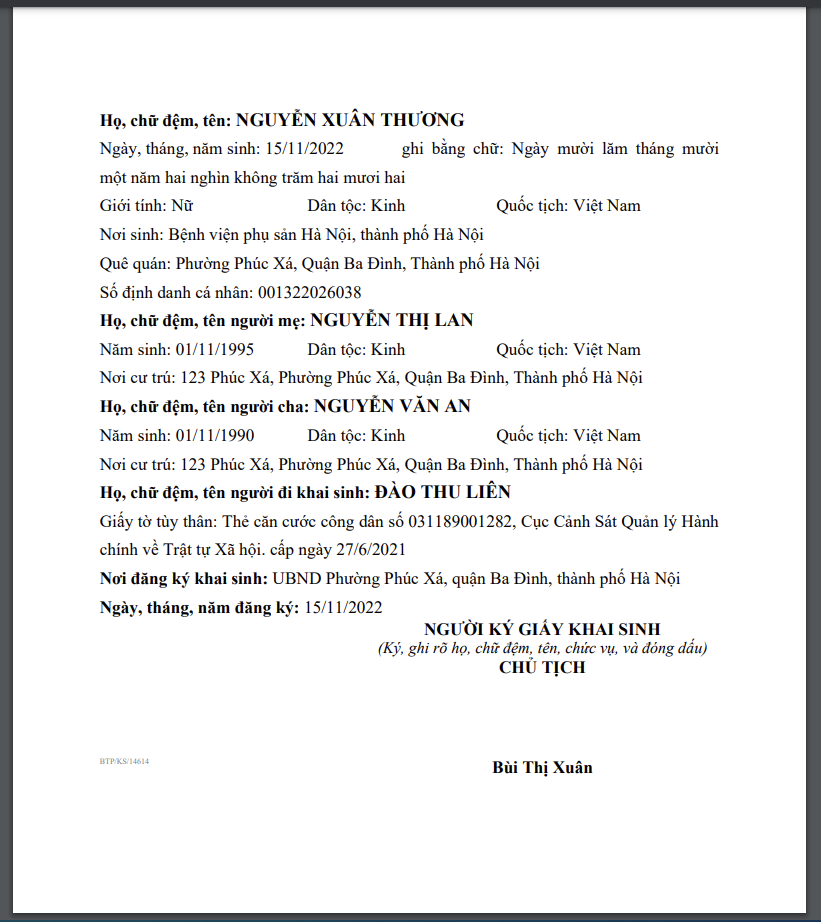 Họ, chữ đệm, tên: NGUYỄN XUÂN THƯƠNG
Ngày, tháng, năm sinh: 15/11/2022 ghi bằng chữ: Ngày mười lăm tháng mười
một năm hai nghìn không trăm hai mươi hai
Giới tính: Nữ Dân tộc: Kinh Quốc tịch: Việt Nam
Nơi sinh: Bệnh viện phụ sản Hà Nội, thành phố Hà Nội
Quê quán: Phường Phúc Xá, Quận Ba Đình, Thành phố Hà Nội
Số định danh cá nhân: 001322026038
Họ, chữ đệm, tên người mẹ: NGUYỄN THỊ LAN
Năm sinh: 01/11/1995 Dân tộc: Kinh Quốc tịch: Việt Nam
Nơi cư trú: 123 Phúc Xá, Phường Phúc Xá, Quận Ba Đình, Thành phố Hà Nội
Họ, chữ đệm, tên người cha: NGUYỄN VĂN AN
Năm sinh: 01/11/1990 Dân tộc: Kinh Quốc tịch: Việt Nam
Nơi cư trú: 123 Phúc Xá, Phường Phúc Xá, Quận Ba Đình, Thành phố Hà Nội
Họ, chữ đệm, tên người đi khai sinh: ĐÀO THU LIÊN
Giấy tờ tùy thân: Thẻ căn cước công dân số 031189001282, Cục Cảnh Sát Quản lý Hành
chính về Trật tự Xã hội. cấp ngày 27/6/2021
Nơi đăng ký khai sinh: UBND Phường Phúc Xá, quận Ba Đình, thành phố Hà Nội
Ngày, tháng, năm đăng ký: 15/11/2022
NGƯỜI KÝ GIẤY KHAI SINH
(Ký, ghi rõ họ, chữ đệm, tên, chức vụ, và đóng dấu)
CHỦ TỊCH
BTP/KS/14614
Bùi Thị Xuân